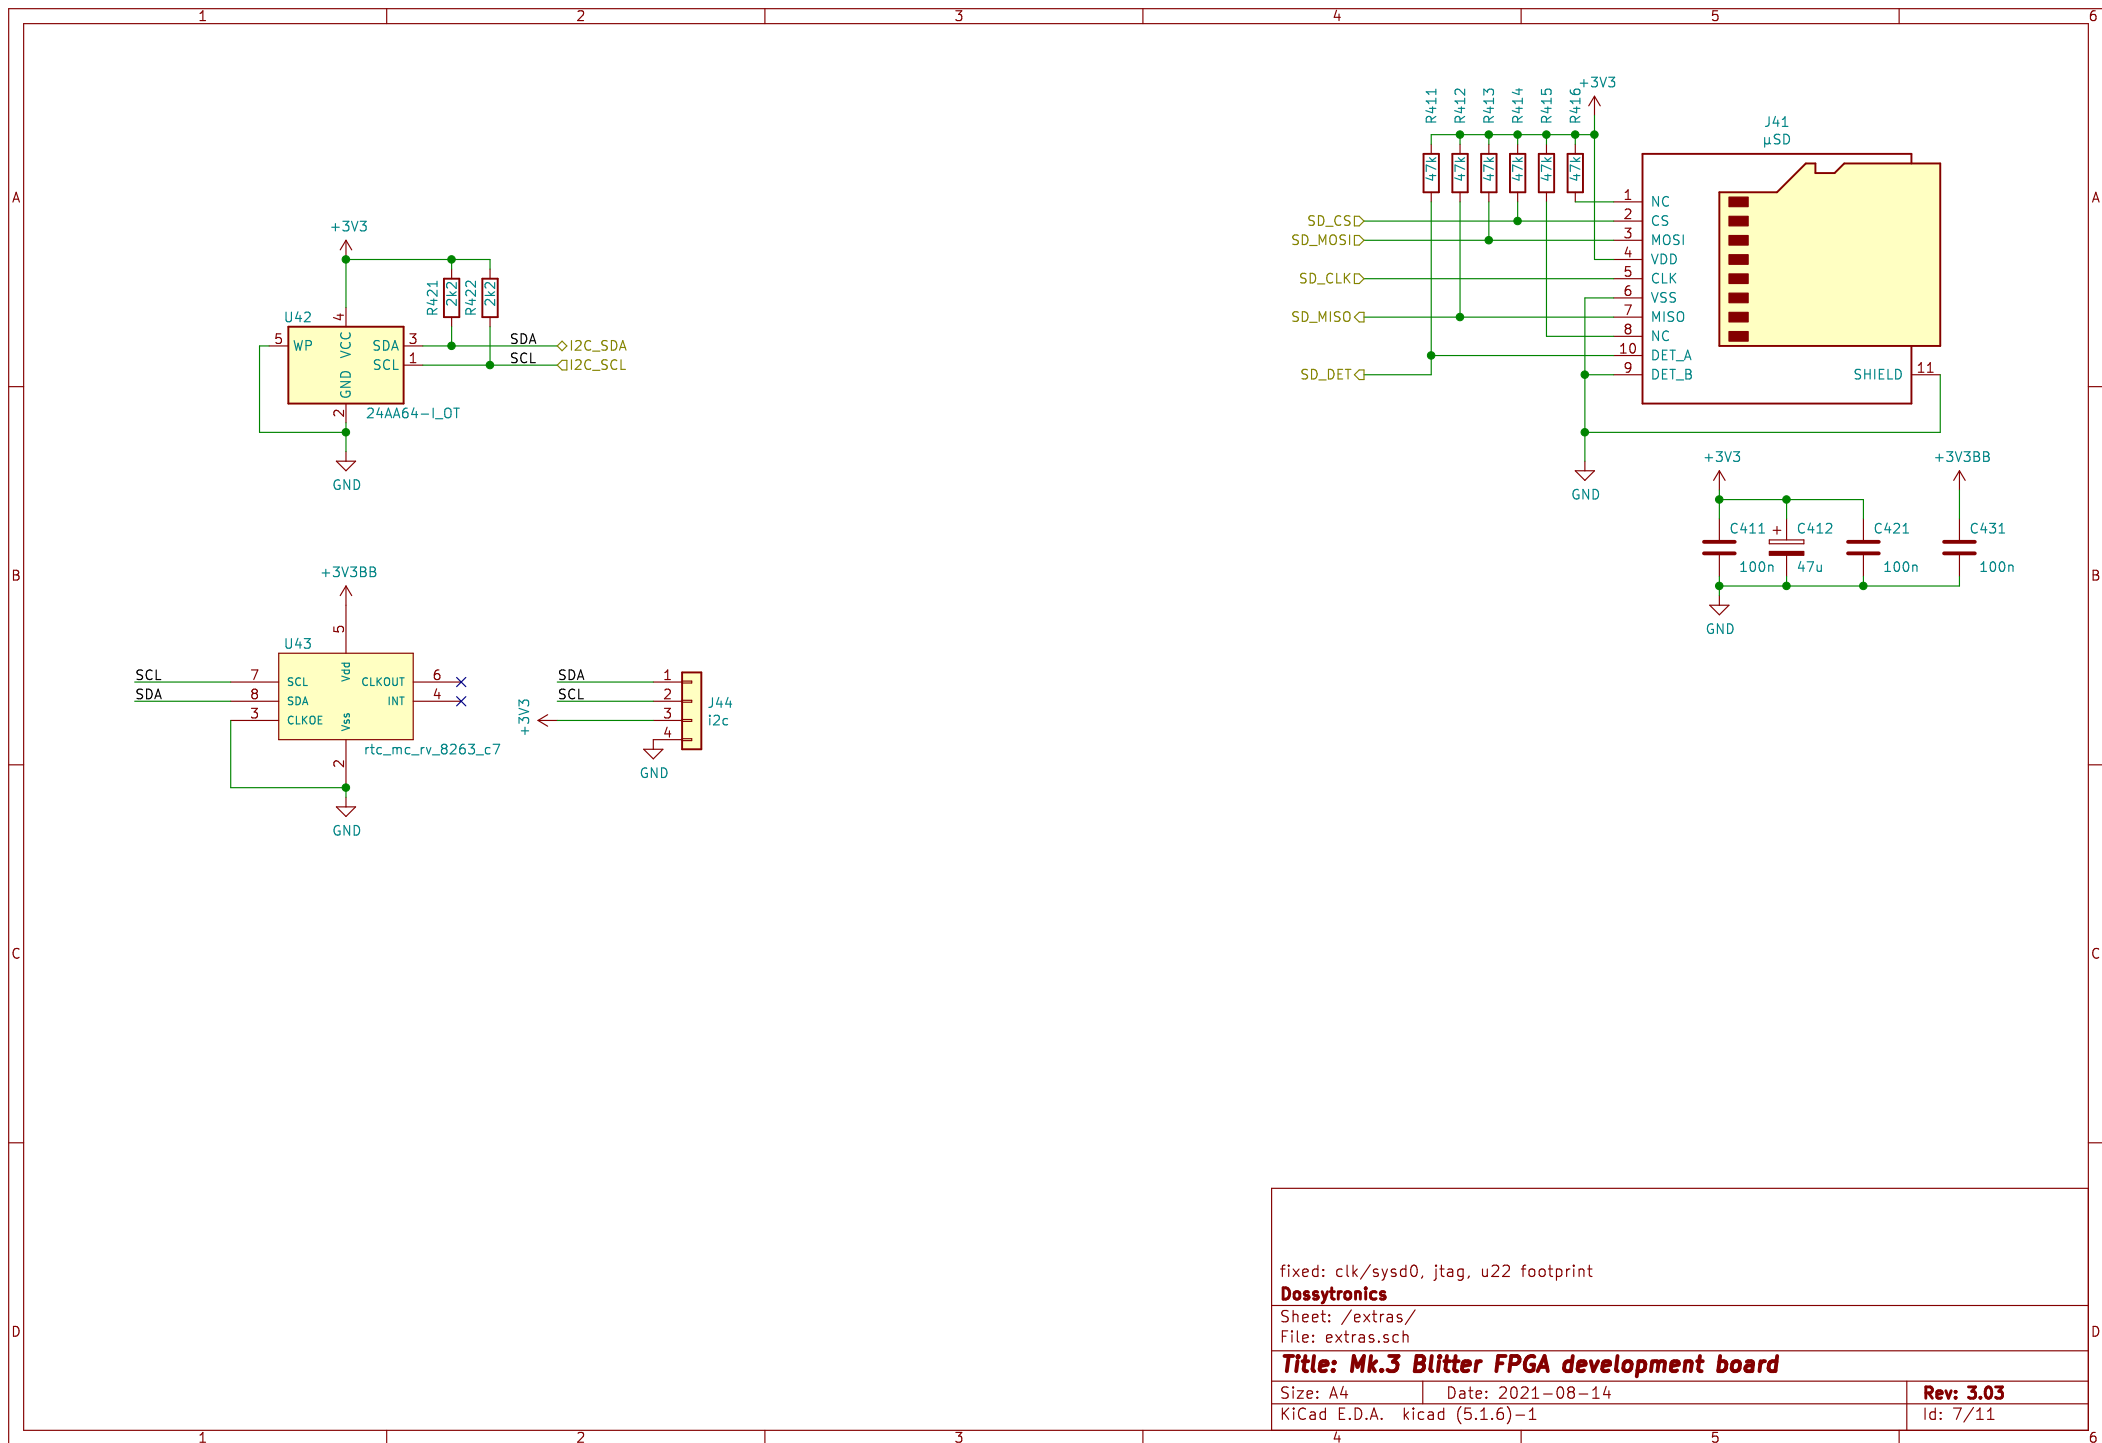 1 2 3 4 5 6
A
B
C
D
A
B
C
D
1 2 3 4 5 6
+3V3
U42
4
5 WP
VCC
GND
SDA 3
SCL 1
2
24AA64-I_OT
GND
R421
2k2
R422
2k2
SDA
I2C_SDA
SCL
I2C_SCL
+3V3BB
5
U43
SCL 7
SDA 8
3
SCL
SDA
CLKOE
Vdd
Vss
CLKOUT 6
INT 4
rtc_mc_rv_8263_c7
2
GND
SDA 1
SCL 2
+3V3 3
4
GND
J44
i2c
R411 R412 R413 R414 R415 R416
+3V3
47k 47k 47k 47k 47k 47k
J41
µSD
SD_CS
SD_MOSI
SD_CLK
SD_MISO
SD_DET
1 NC
2 CS
3 MOSI
4 VDD
5 CLK
6 VSS
7 MISO
8 NC
10 DET_A
9 DET_B
SHIELD 11
GND
+3V3
+3V3BB
C411
100n
+ C412
47u
C421
100n
C431
100n
GND
fixed: clk/sysd0, jtag, u22 footprint
Dossytronics
Sheet: /extras/
File: extras.sch
Title: Mk.3 Blitter FPGA development board
Size: A4 Date: 2021-08-14 Rev: 3.03
KiCad E.D.A. kicad (5.1.6)-1 Id: 7/11